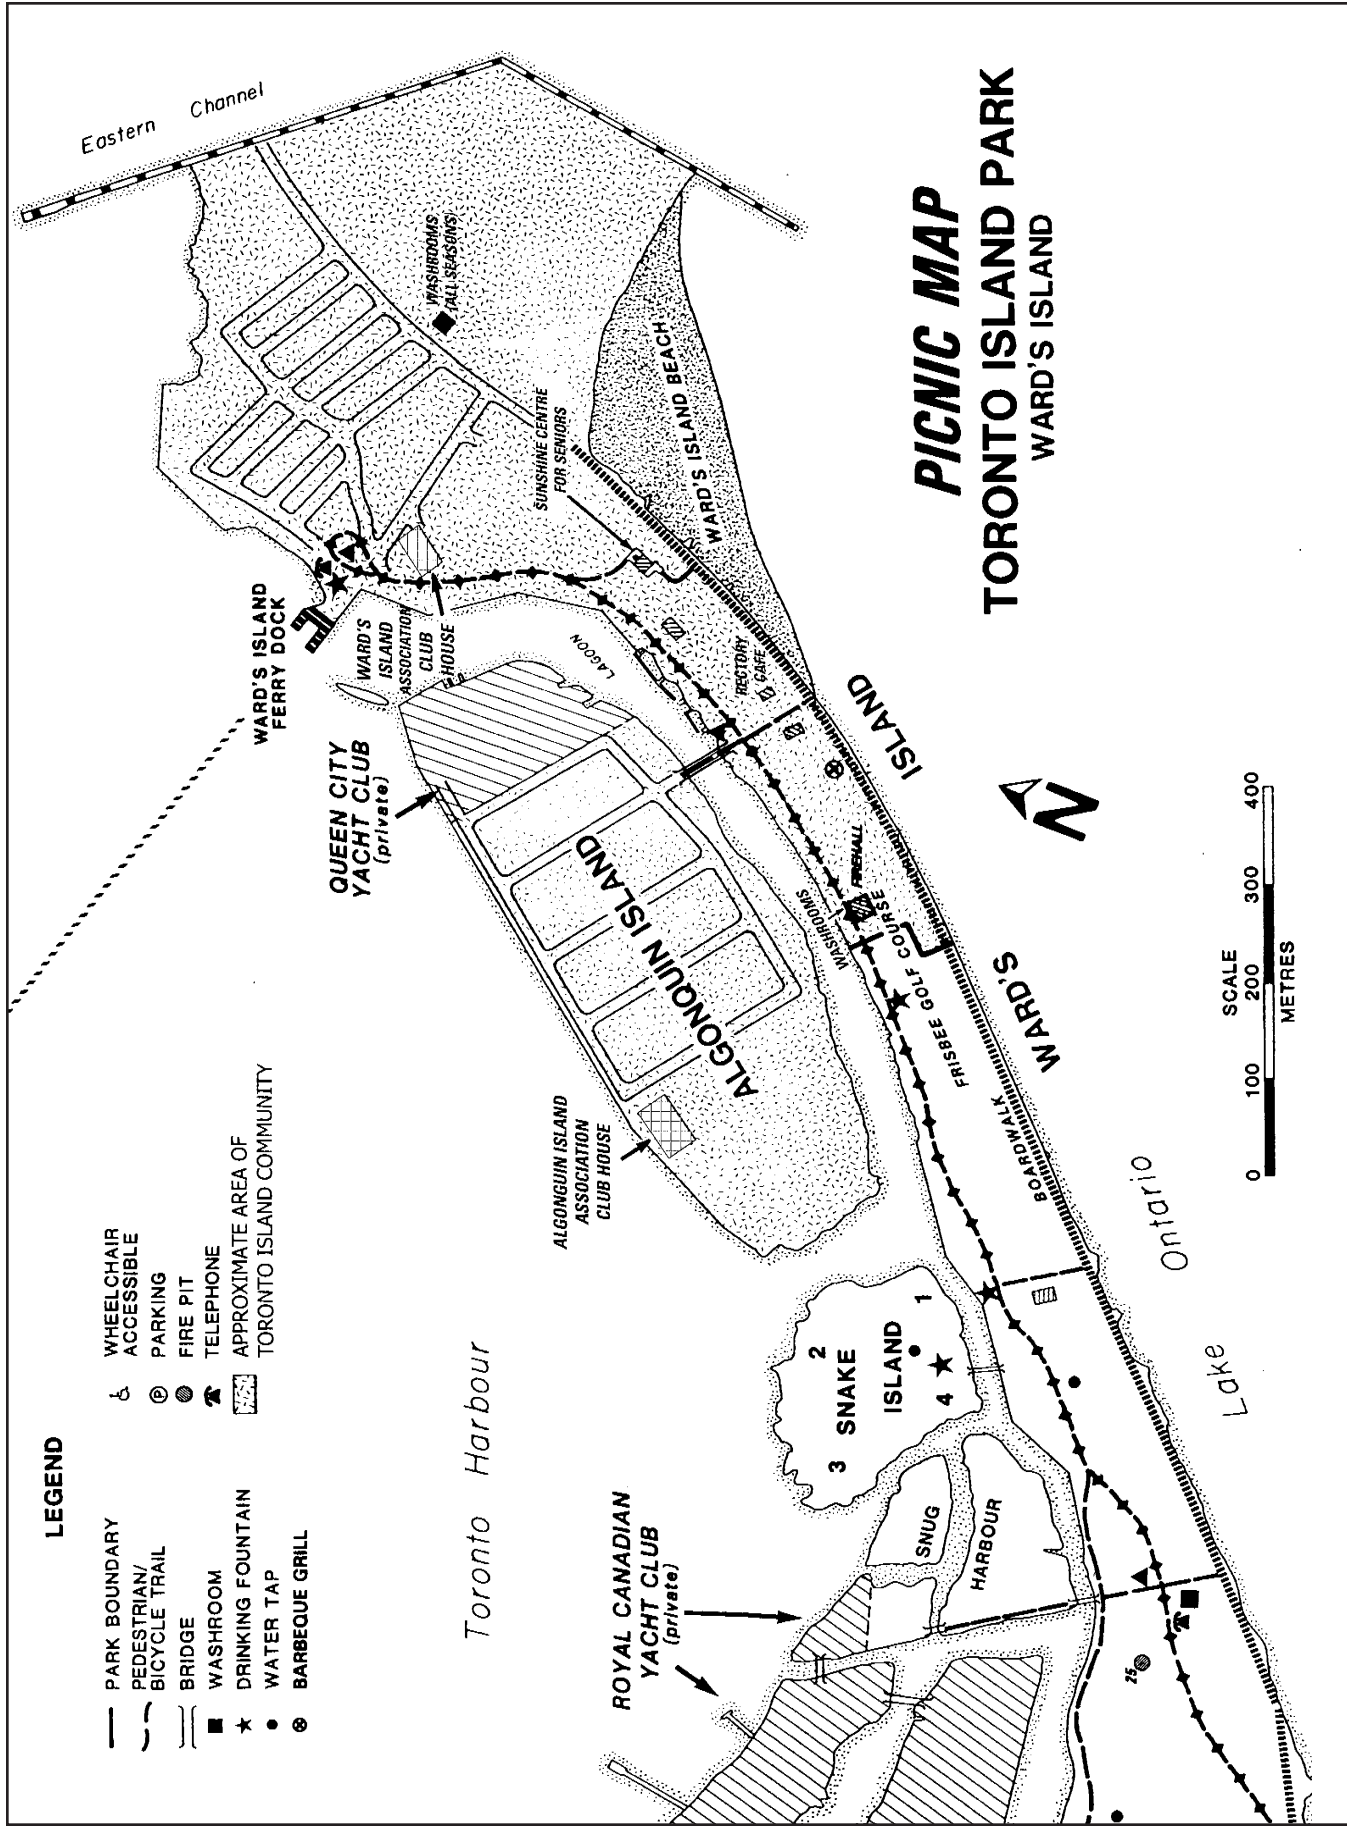 PICNIC MAP
TORONTO ISLAND PARK
WARD'S ISLAND
LEGEND
PARK BOUNDARY
PEDESTRIAN/
BICYCLE TRAIL
BRIDGE
WASHROOM
DRINKING FOUNTAIN
WATER TAP
BARBEQUE GRILL
WHEELCHAIR
ACCESSIBLE
P
PARKING
FIRE PIT
TELEPHONE
APPROXIMATE AREA OF
TORONTO ISLAND COMMUNITY
Eastern Channel
WASHROOMS
(ALL SEASONS)
WARD'S ISLAND BEACH
SUNSHINE CENTRE
FOR SENIORS
WARD'S ISLAND
FERRY DOCK
WARD'S
ISLAND
ASSOCIATION
CLUB
HOUSE
LAGOON
RECTORY
CAFE
QUEEN CITY
YACHT CLUB
(private)
ALGONQUIN ISLAND
ALGONGUIN ISLAND
ASSOCIATION
CLUB HOUSE
WASHROOMS
FIREHALL
FRISBEE GOLF COURSE
BOARDWALK
WARD'S ISLAND
Toronto Harbour
SNAKE
ISLAND
1
2
3
4
SNUG
HARBOUR
ROYAL CANADIAN
YACHT CLUB
(private)
25
Lake Ontario
N
SCALE
0 100 200 300 400
METRES